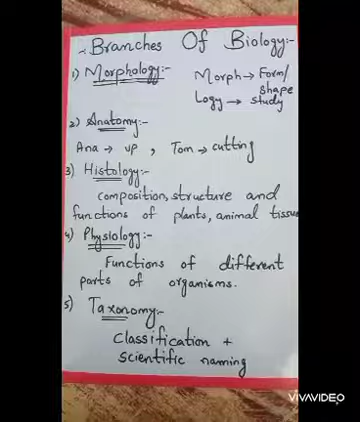 Branches Of Biology:-
1) Morphology:- Morph → Form/
shape
Logy → study
2) Anatomy:-
Ana → up , Tom → cutting
3) Histology:-
composition, structure and
functions of plants, animal tissue
4) Physiology:-
Functions of different
parts of organisms.
5) Taxonomy:-
Classification +
scientific naming
VIVAVIDEO